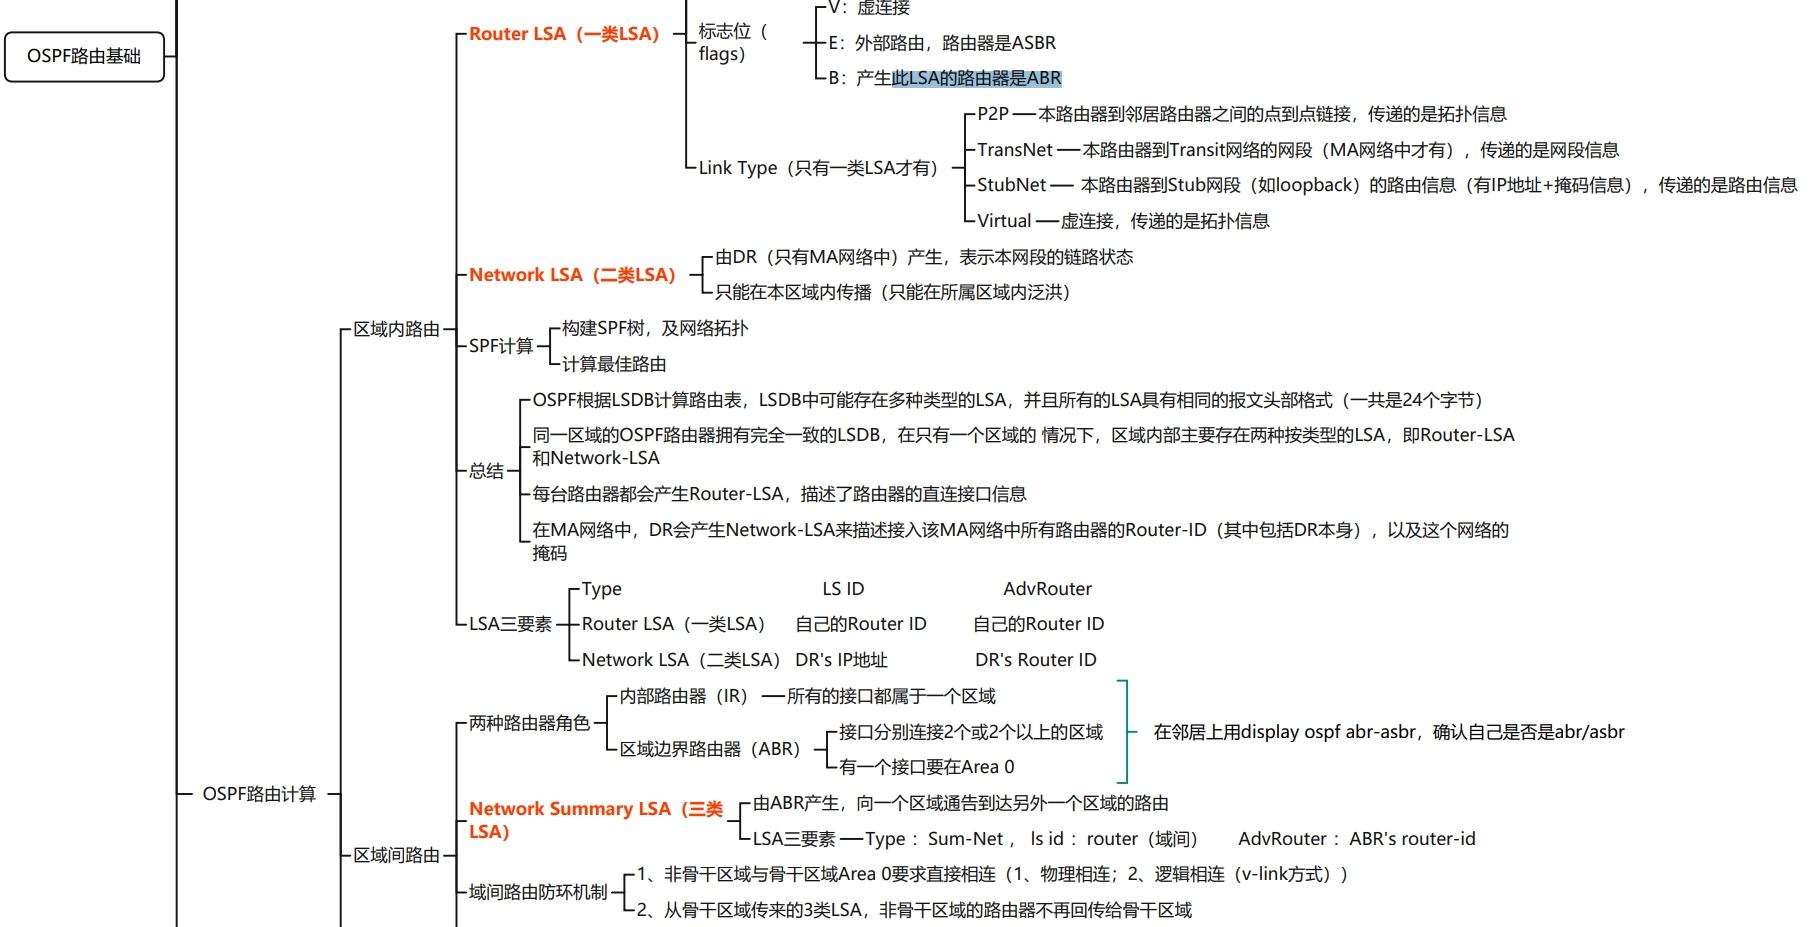 OSPF路由基础
Router LSA（一类LSA）
标志位（
flags）
V：虚连接
E：外部路由，路由器是ASBR
B：产生此LSA的路由器是ABR
Link Type（只有一类LSA才有）
P2P
本路由器到邻居路由器之间的点到点链接，传递的是拓扑信息
TransNet
本路由器到Transit网络的网段（MA网络中才有），传递的是网段信息
StubNet
本路由器到Stub网段（如loopback）的路由信息（有IP地址+掩码信息），传递的是路由信息
Virtual
虚连接，传递的是拓扑信息
Network LSA（二类LSA）
由DR（只有MA网络中）产生，表示本网段的链路状态
只能在本区域内传播（只能在所属区域内泛洪）
区域内路由
SPF计算
构建SPF树，及网络拓扑
计算最佳路由
总结
OSPF根据LSDB计算路由表，LSDB中可能存在多种类型的LSA，并且所有的LSA具有相同的报文头部格式（一共是24个字节）
同一区域的OSPF路由器拥有完全一致的LSDB，在只有一个区域的 情况下，区域内部主要存在两种按类型的LSA，即Router-LSA
和Network-LSA
每台路由器都会产生Router-LSA，描述了路由器的直连接口信息
在MA网络中，DR会产生Network-LSA来描述接入该MA网络中所有路由器的Router-ID（其中包括DR本身），以及这个网络的
掩码
LSA三要素
Type LS ID AdvRouter
Router LSA（一类LSA） 自己的Router ID 自己的Router ID
Network LSA（二类LSA） DR's IP地址 DR's Router ID
OSPF路由计算
区域间路由
两种路由器角色
内部路由器（IR）
所有的接口都属于一个区域
区域边界路由器（ABR）
接口分别连接2个或2个以上的区域
有一个接口要在Area 0
在邻居上用display ospf abr-asbr，确认自己是否是abr/asbr
Network Summary LSA（三类
LSA）
由ABR产生，向一个区域通告到达另外一个区域的路由
LSA三要素
Type ：Sum-Net ， ls id ：router（域间） AdvRouter ：ABR's router-id
域间路由防环机制
1、非骨干区域与骨干区域Area 0要求直接相连（1、物理相连；2、逻辑相连（v-link方式））
2、从骨干区域传来的3类LSA，非骨干区域的路由器不再回传给骨干区域